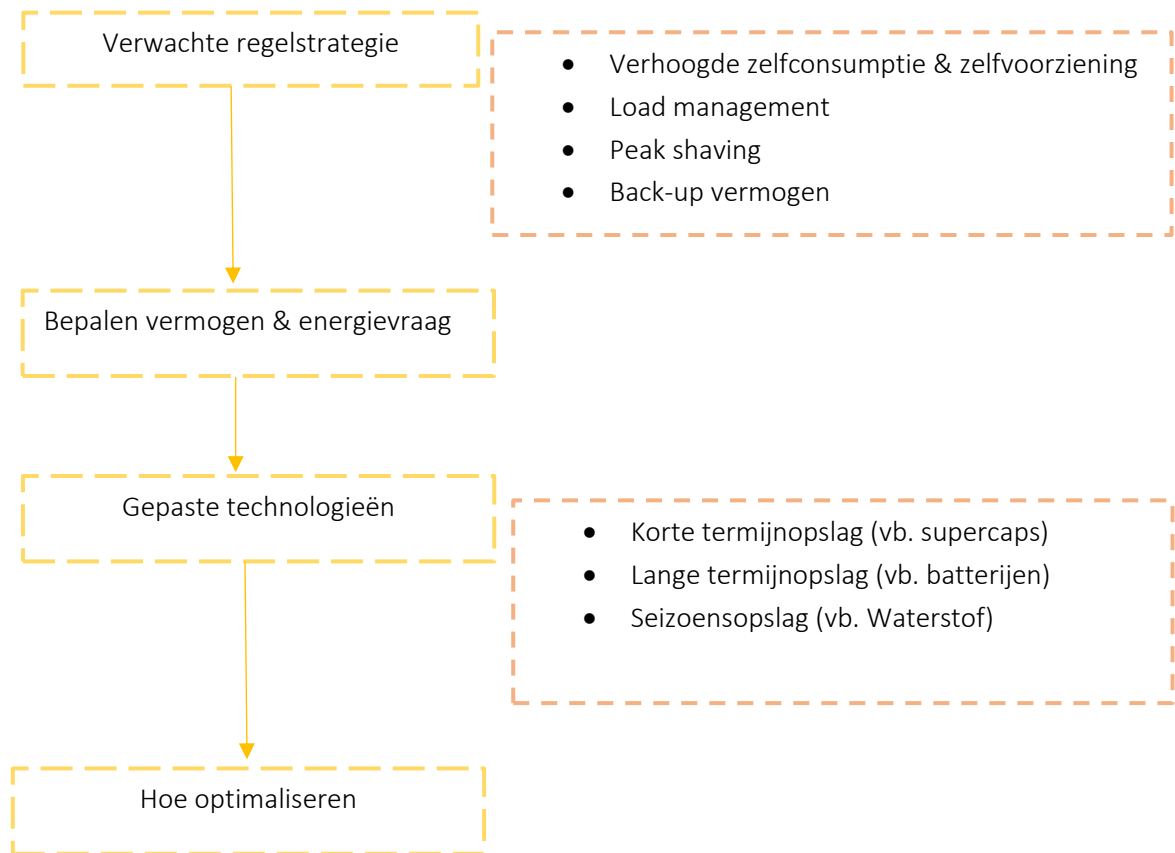 Verwachte regelstrategie
• Verhoogde zelfconsumptie & zelfvoorziening
• Load management
• Peak shaving
• Back-up vermogen
Bepalen vermogen & energievraag
Gepaste technologieën
• Korte termijnopslag (vb. supercaps)
• Lange termijnopslag (vb. batterijen)
• Seizoensopslag (vb. Waterstof)
Hoe optimaliseren